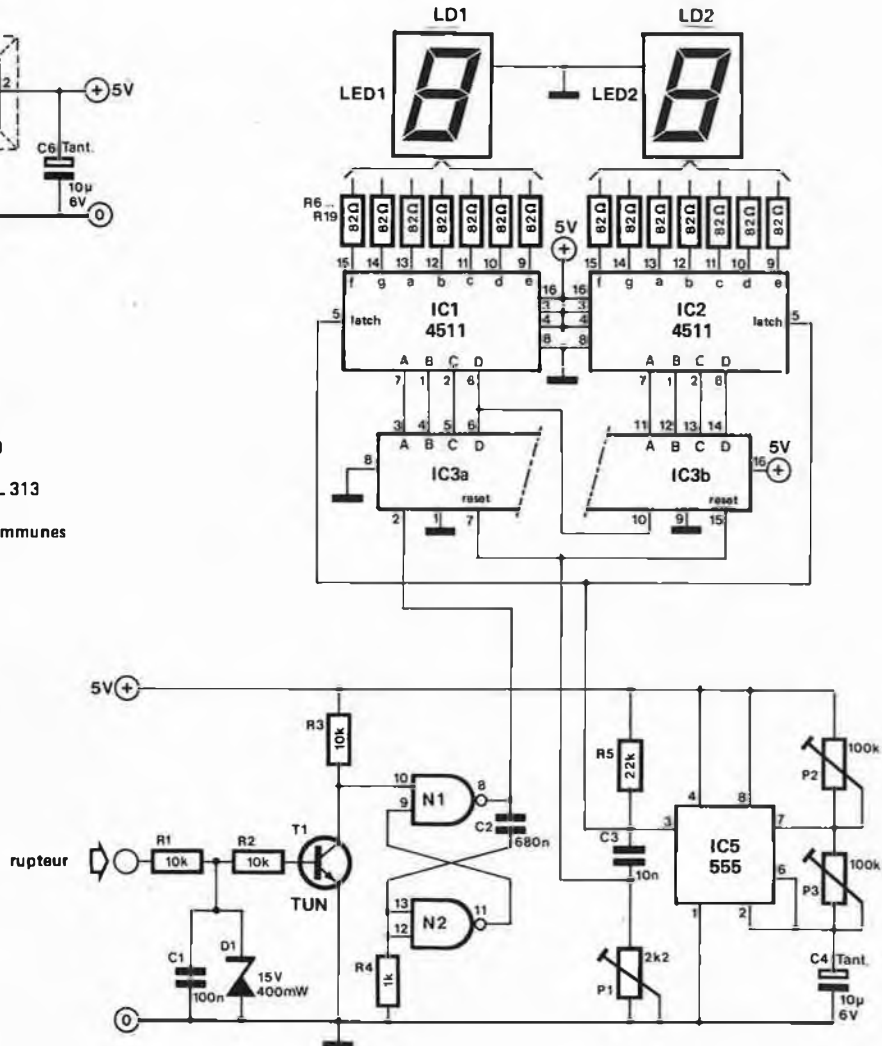 LD1 LD2
LED1 LED2
2
5V
C6 Tant.
10µ
6V
0
R6...
R19
82Ω 82Ω 82Ω 82Ω 82Ω 82Ω 82Ω
5V
82Ω 82Ω 82Ω 82Ω 82Ω 82Ω 82Ω
15 14 13 12 11 10 9
f g a b c d e
15 14 13 12 11 10 9
f g a b c d e
5 latch
IC1
4511
16 16
3 3
4 4
8 8
IC2
4511
latch 5
A B C D
7 1 2 6
A B C D
7 1 2 6
3 4 5 6
A B C D
8
IC3a
reset
2 1 7
11 12 13 14
A B C D
IC3b
16 5V
reset
10 9 15
L 313
mmunes
5V
R3
10k
10
9
N1
8
C2
680n
R5
22k
C3
10n
3
4 8
7
6
IC5
555
1 2
P2
100k
P3
100k
rupteur
R1
10k
R2
10k
T1
TUN
13
12
N2
11
C1
100n
D1
15V
400mW
R4
1k
P1
2k2
C4 Tant.
10µ
6V
0